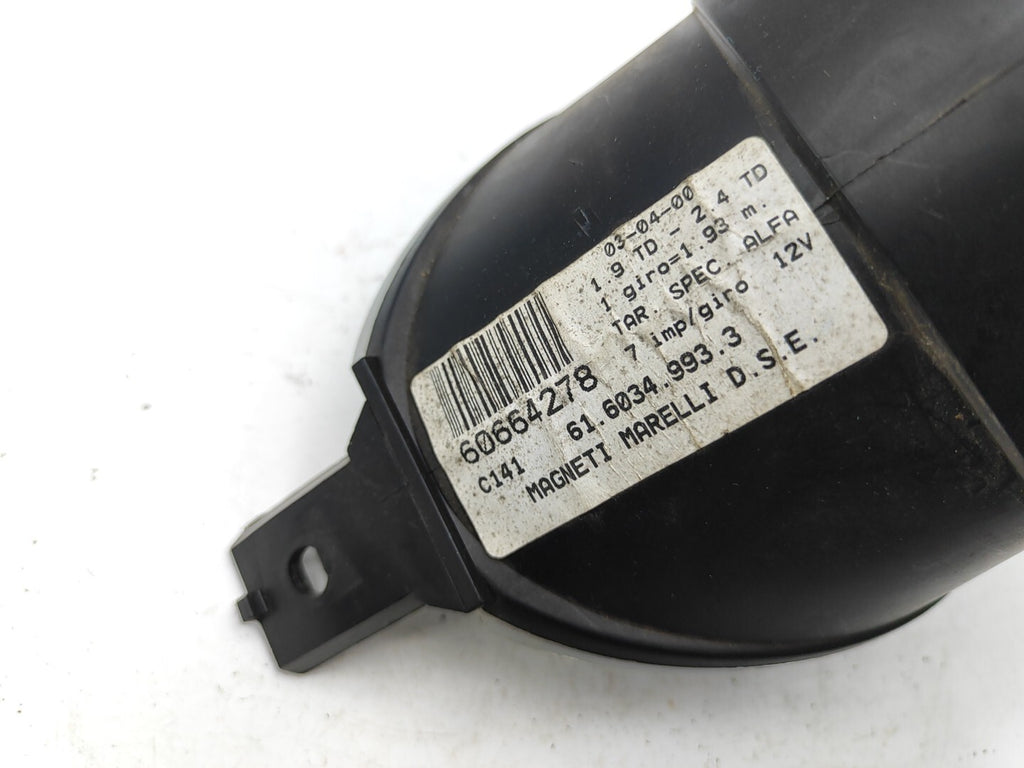 03-04-00
1.9 TD - 2.4 TD
1 giro=1.93 m.
TAR. SPEC. ALFA
7 imp/giro 12V
60664278
61.6034.993.3
C141
MAGNETI MARELLI D.S.E.